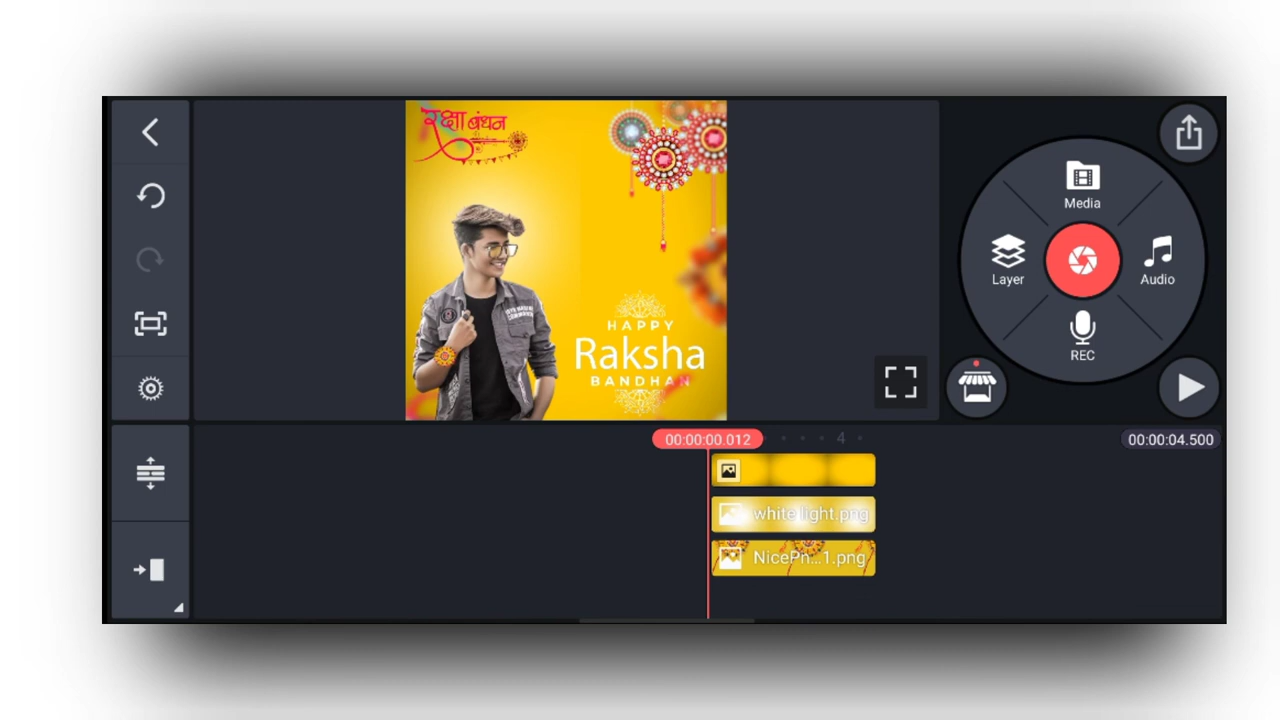 रक्षा बंधन
HAPPY
Raksha
BANDHAN
Media
Layer
Audio
REC
00:00:00.012
4
00:00:04.500
white light.png
NicePn...1.png